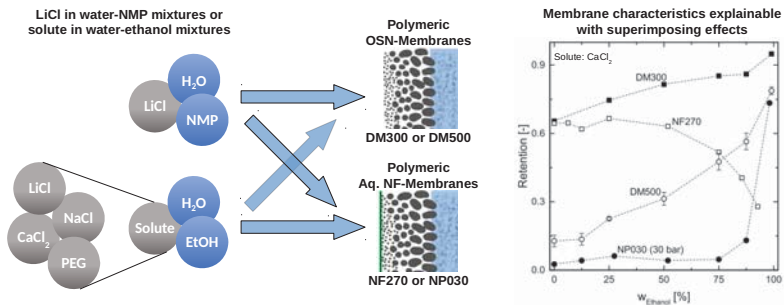 LiCl in water-NMP mixtures or
solute in water-ethanol mixtures
H₂O
LiCl
NMP
LiCl
NaCl
CaCl₂
PEG
Solute
H₂O
EtOH
Polymeric
OSN-Membranes
DM300 or DM500
Polymeric
Aq. NF-Membranes
NF270 or NP030
Membrane characteristics explainable
with superimposing effects
Solute: CaCl₂
DM300
NF270
DM500
NP030 (30 bar)
Retention [-]
0.9
0.6
0.3
0.0
0 25 50 75 100
w_Ethanol [%]